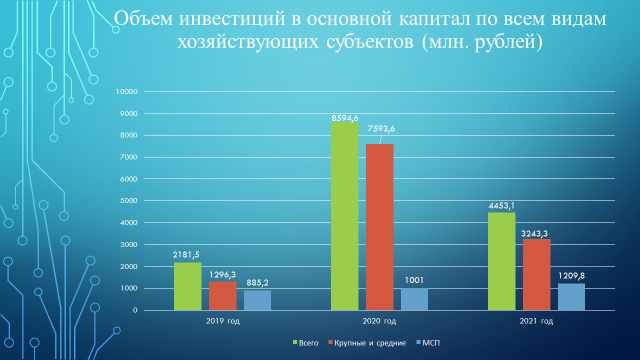 Объем инвестиций в основной капитал по всем видам
хозяйствующих субъектов (млн. рублей)
10000
9000
8000
7000
6000
5000
4000
3000
2000
1000
0
2181,5
1296,3
885,2
8594,6
7593,6
1001
4453,1
3243,3
1209,8
2019 год
2020 год
2021 год
Всего
Крупные и средние
МСП